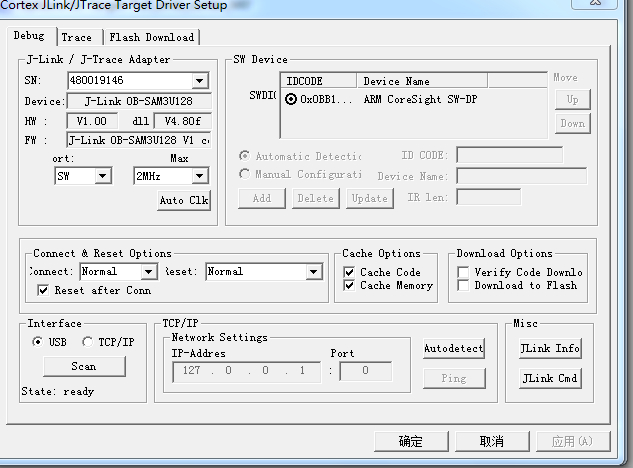 Cortex JLink/JTrace Target Driver Setup
Debug Trace Flash Download
J-Link / J-Trace Adapter
SN: 480019146
Device: J-Link OB-SAM3U128
HW : V1.00 dll V4.80f
FW : J-Link OB-SAM3U128 V1 co
ort: Max
SW 2MHz
Auto Clk
SW Device
IDCODE Device Name Move
SWDI 0x0BB1... ARM CoreSight SW-DP Up
Down
Automatic Detectio ID CODE:
Manual Configurati Device Name:
Add Delete Update IR len:
Connect & Reset Options
onnect: Normal Reset: Normal
Reset after Conn
Cache Options
Cache Code
Cache Memory
Download Options
Verify Code Downlo
Download to Flash
Interface
USB TCP/IP
Scan
State: ready
TCP/IP
Network Settings
IP-Addres Port
127 . 0 . 0 . 1 : 0
Autodetect
Ping
Misc
JLink Info
JLink Cmd
确定 取消 应用(A)